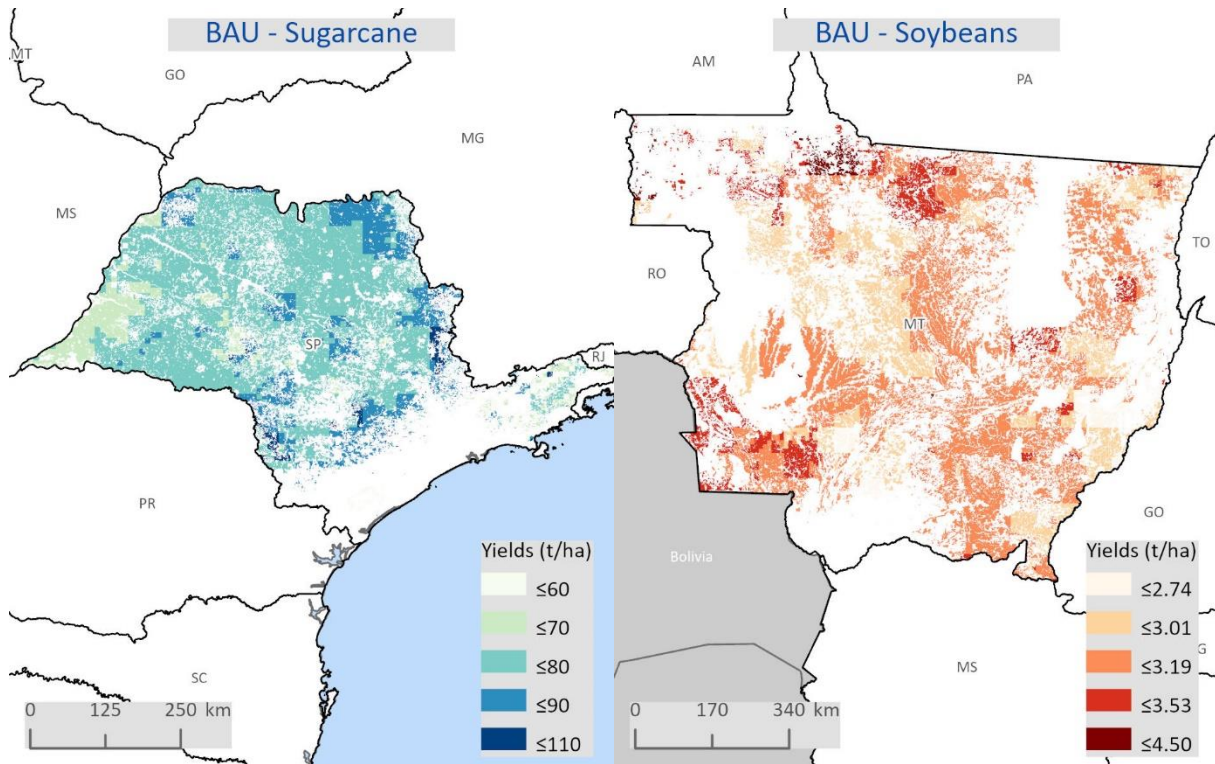 BAU - Sugarcane
MT
GO
MG
MS
SP
RJ
PR
SC
Yields (t/ha)
≤60
≤70
≤80
≤90
≤110
0 125 250 km
BAU - Soybeans
AM
PA
TO
RO
MT
GO
Bolivia
MS
G
Yields (t/ha)
≤2.74
≤3.01
≤3.19
≤3.53
≤4.50
0 170 340 km